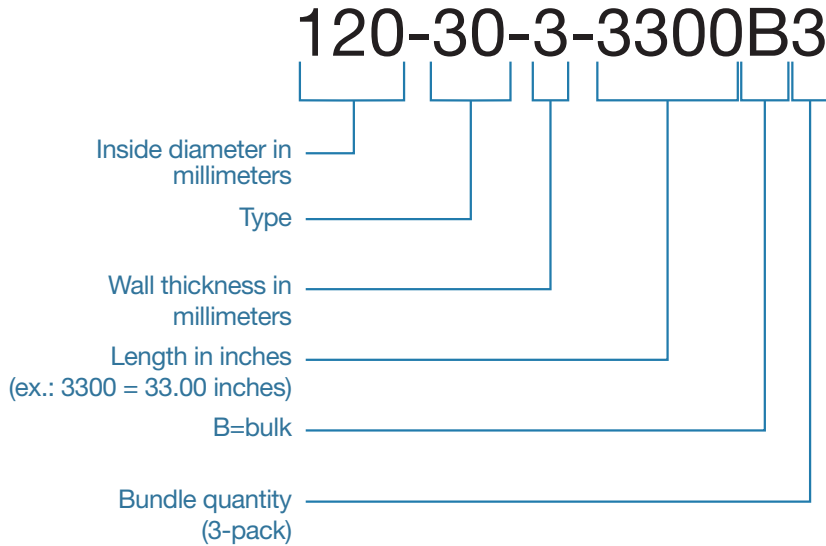 120-30-3-3300B3
Inside diameter in
millimeters
Type
Wall thickness in
millimeters
Length in inches
(ex.: 3300 = 33.00 inches)
B=bulk
Bundle quantity
(3-pack)